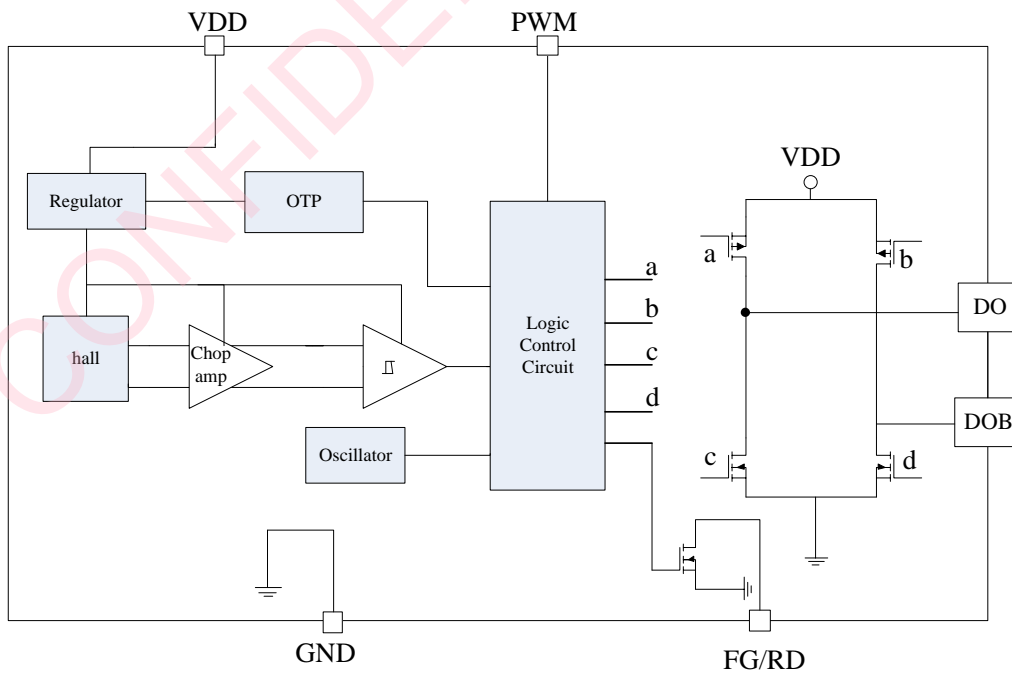 VDD
PWM
CONFIDE
Regulator
OTP
VDD
a
b
a
b
c
d
DO
hall
Chop
amp
Logic
Control
Circuit
DOB
Oscillator
c
d
GND
FG/RD